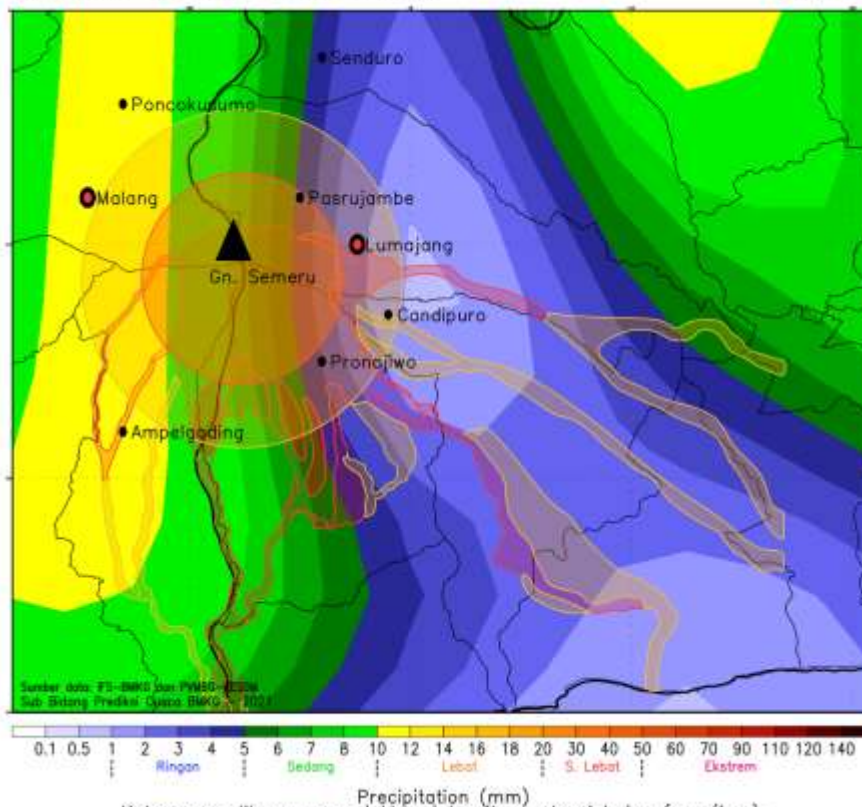 Senduro
Poncokusumo
Malang
Pasrujambe
Lumajang
Gn. Semeru
Candipuro
Pronojiwo
Ampelgading
Sumber data: IFS-BMKG dan PVMBG-ESDM
Sub Bidang Prediksi Cuaca BMKG - 2021
0.1 0.5 1 2 3 4 5 6 7 8 10 12 14 16 18 20 30 40 50 60 70 90 110 120 140
Ringan Sedang Lebat S. Lebat Ekstrem
Precipitation (mm)